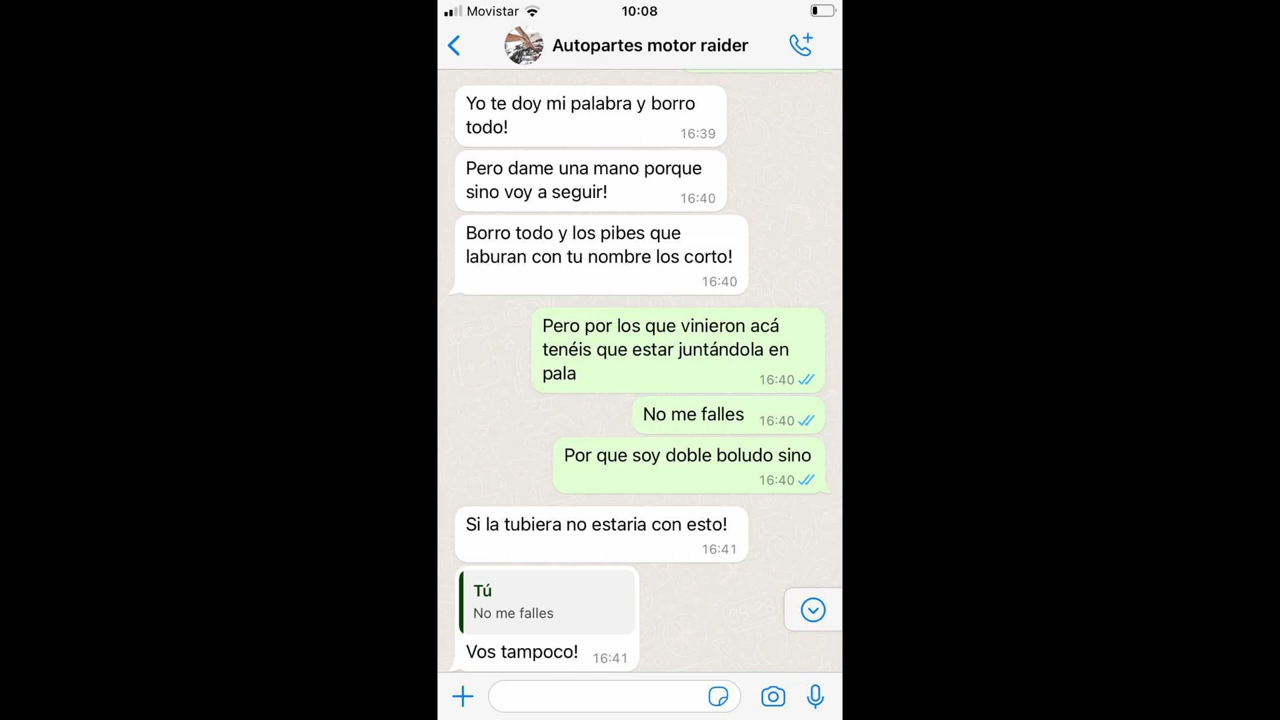 Movistar 10:08
Autopartes motor raider
Yo te doy mi palabra y borro
todo!
16:39
Pero dame una mano porque
sino voy a seguir!
16:40
Borro todo y los pibes que
laburan con tu nombre los corto!
16:40
Pero por los que vinieron acá
tenéis que estar juntándola en
pala
16:40
No me falles 16:40
Por que soy doble boludo sino
16:40
Si la tubiera no estaria con esto!
16:41
Tú
No me falles
Vos tampoco! 16:41